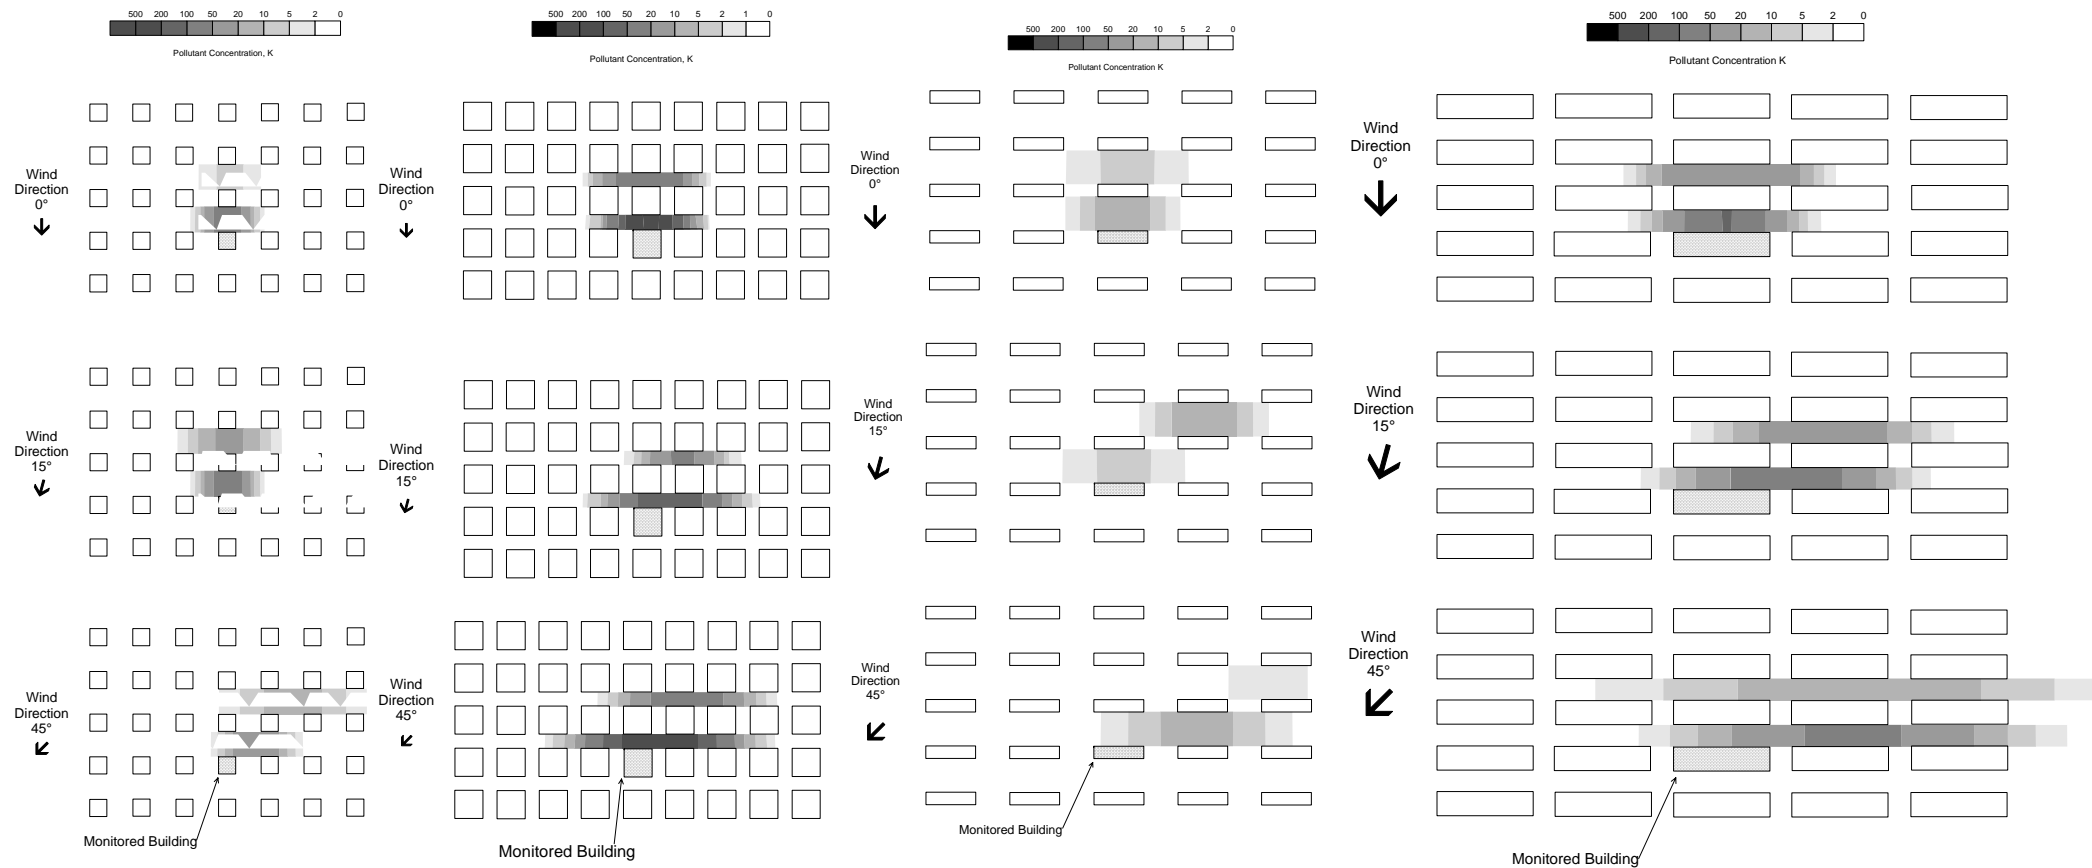 500 200 100 50 20 10 5 2 0
Pollutant Concentration, K
500 200 100 50 20 10 5 2 1 0
Pollutant Concentration, K
500 200 100 50 20 10 5 2 0
Pollutant Concentration K
500 200 100 50 20 10 5 2 0
Pollutant Concentration K
Wind
Direction
0°
Wind
Direction
0°
Wind
Direction
0°
Wind
Direction
0°
Wind
Direction
15°
Wind
Direction
15°
Wind
Direction
15°
Wind
Direction
15°
Wind
Direction
45°
Wind
Direction
45°
Wind
Direction
45°
Wind
Direction
45°
Monitored Building
Monitored Building
Monitored Building
Monitored Building